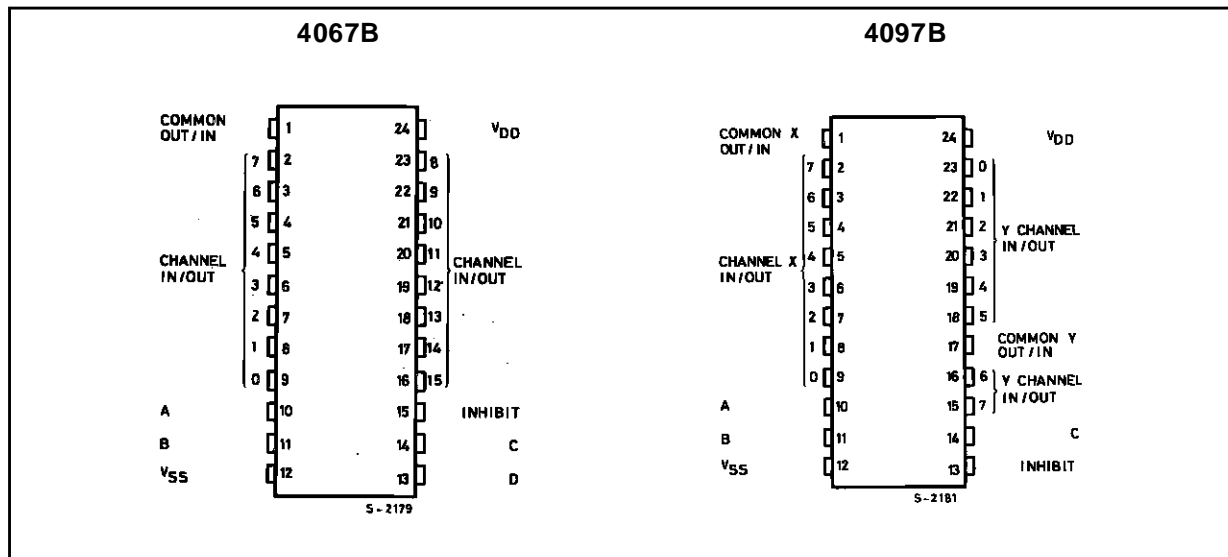 4067B
COMMON
OUT/IN
1 24 VDD
7 2 23 8
6 3 22 9
5 4 21 10
4 5 20 11
CHANNEL
IN/OUT
CHANNEL
IN/OUT
3 6 19 12
2 7 18 13
1 8 17 14
0 9 16 15
A 10 15 INHIBIT
B 11 14 C
VSS 12 13 D
S-2179
4097B
COMMON X
OUT/IN
1 24 VDD
7 2 23 0
6 3 22 1
5 4 21 2
Y CHANNEL
IN/OUT
4 5 20 3
CHANNEL X
IN/OUT
3 6 19 4
2 7 18 5
1 8 17
COMMON Y
OUT/IN
0 9 16 6
Y CHANNEL
IN/OUT
A 10 15 7
B 11 14 C
VSS 12 13 INHIBIT
S-2181